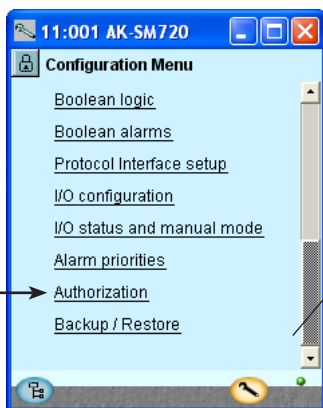 11:001 AK-SM720
Configuration Menu
Boolean logic
Boolean alarms
Protocol Interface setup
I/O configuration
I/O status and manual mode
Alarm priorities
Authorization
Backup / Restore